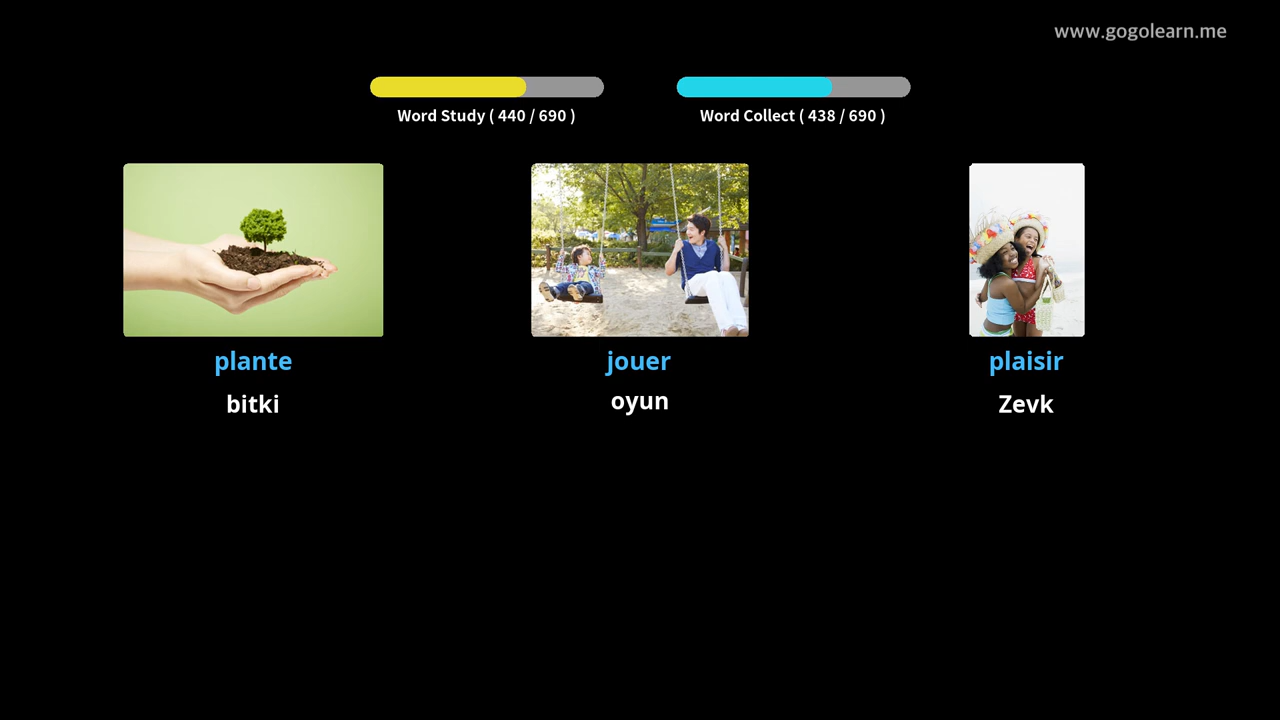 www.gogolearn.me
Word Study ( 440 / 690 )
Word Collect ( 438 / 690 )
plante
jouer
plaisir
bitki
oyun
Zevk